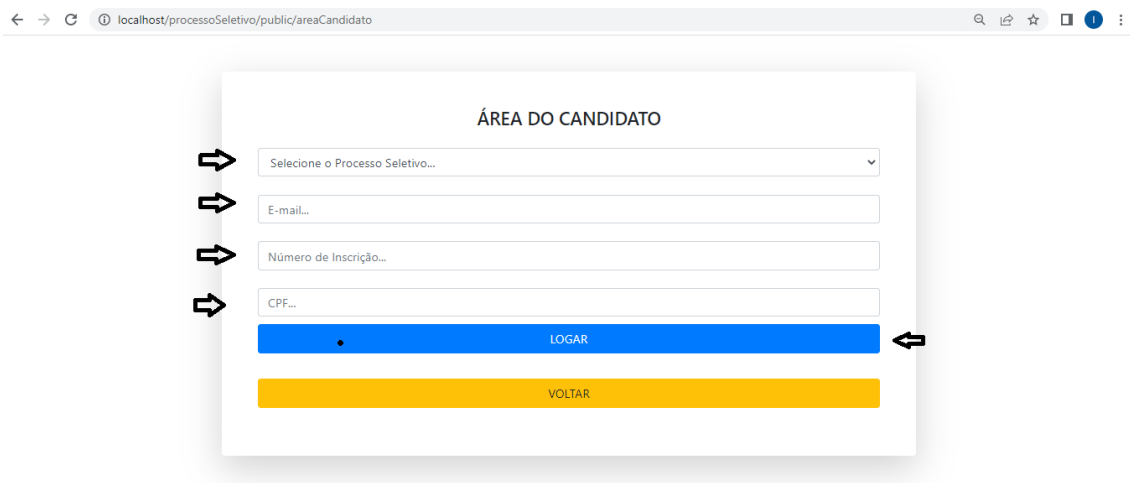 localhost/processoSeletivo/public/areaCandidato
I
ÁREA DO CANDIDATO
Selecione o Processo Seletivo...
E-mail...
Número de Inscrição...
CPF...
LOGAR
VOLTAR